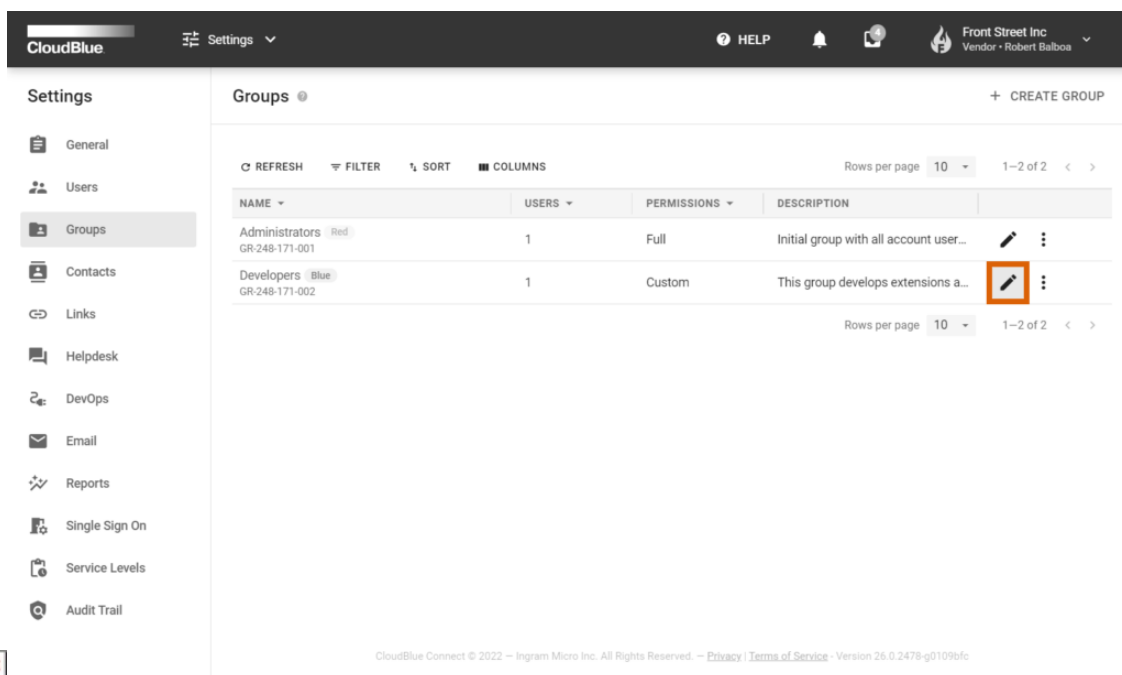 CloudBlue
Settings
HELP
4
Front Street Inc
Vendor • Robert Balboa
Settings
General
Users
Groups
Contacts
Links
Helpdesk
DevOps
Email
Reports
Single Sign On
Service Levels
Audit Trail
Groups
+ CREATE GROUP
REFRESH FILTER SORT COLUMNS Rows per page 10 1–2 of 2
NAME USERS PERMISSIONS DESCRIPTION
Administrators Red 1 Full Initial group with all account user...
GR-248-171-001
Developers Blue 1 Custom This group develops extensions a...
GR-248-171-002
Rows per page 10 1–2 of 2
CloudBlue Connect © 2022 — Ingram Micro Inc. All Rights Reserved. — Privacy | Terms of Service - Version 26.0.2478-g0109bfc